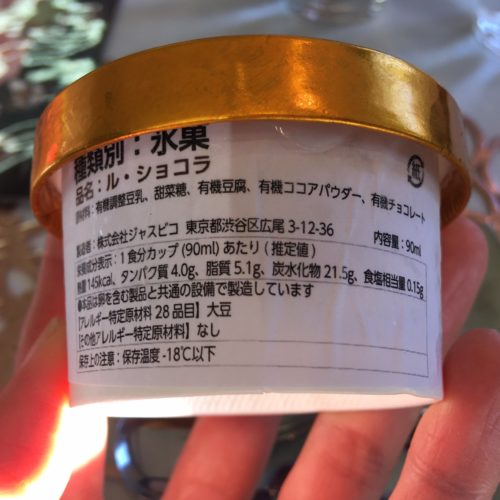 種類別：氷菓
品名：ル・ショコラ
原材料：有機調整豆乳、甜菜糖、有機豆腐、有機ココアパウダー、有機チョコレート
製造者：株式会社ジャスピコ 東京都渋谷区広尾 3-12-36 内容量：90ml
栄養成分表示：1食分カップ (90ml) あたり ( 推定値 )
熱量 145kcal、タンパク質 4.0g、脂質 5.1g、炭水化物 21.5g、食塩相当量 0.15g
●本品は卵を含む製品と共通の設備で製造しています
【アレルギー特定原材料 28 品目】大豆
【その他アレルギー特定原材料】なし
保存上の注意：保存温度 -18℃以下
紙